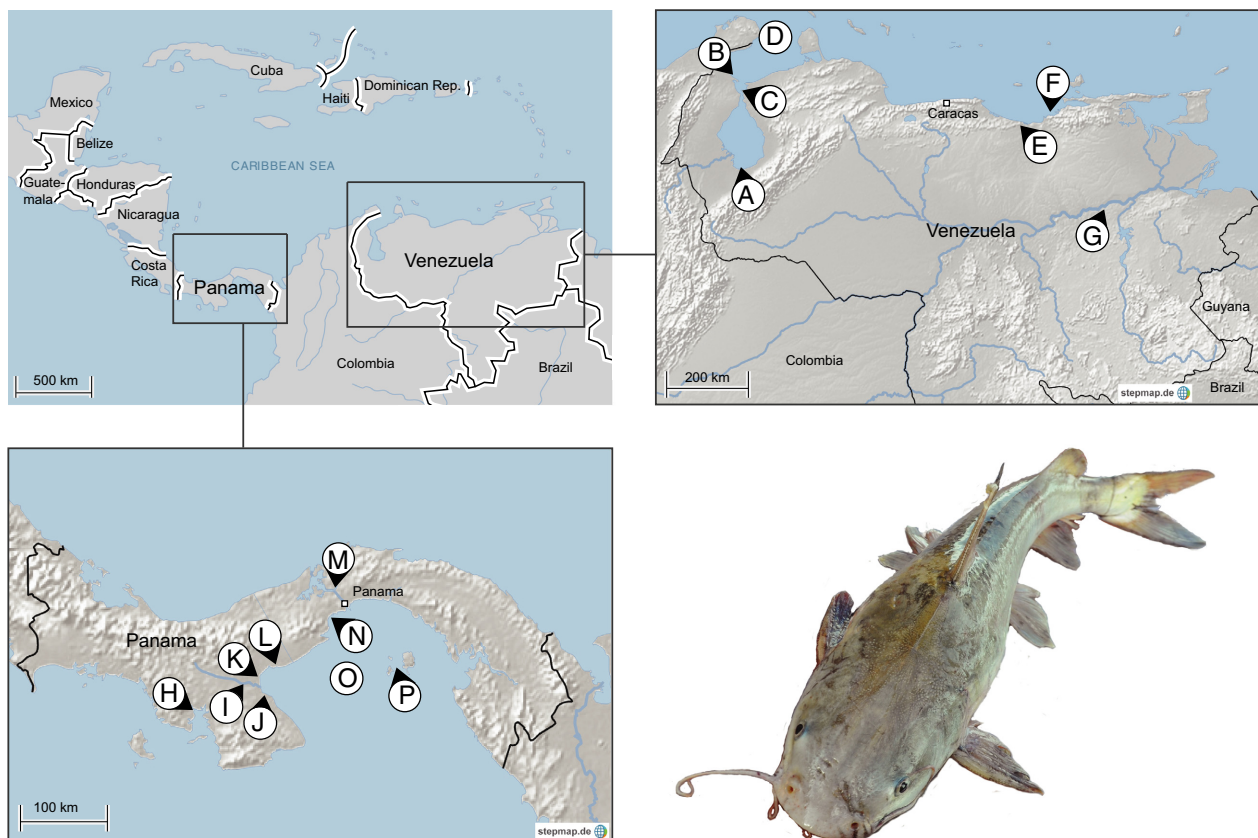 Cuba
Haiti
Dominican Rep.
Mexico
Belize
CARIBBEAN SEA
Guate-
mala
Honduras
Nicaragua
Costa
Rica
Panama
Venezuela
Colombia
Brazil
500 km
B
D
C
F
Caracas
E
A
Venezuela
G
Guyana
Colombia
200 km
Brazil
stepmap.de
M
Panama
Panama
L
N
K
O
H
I
J
P
100 km
stepmap.de